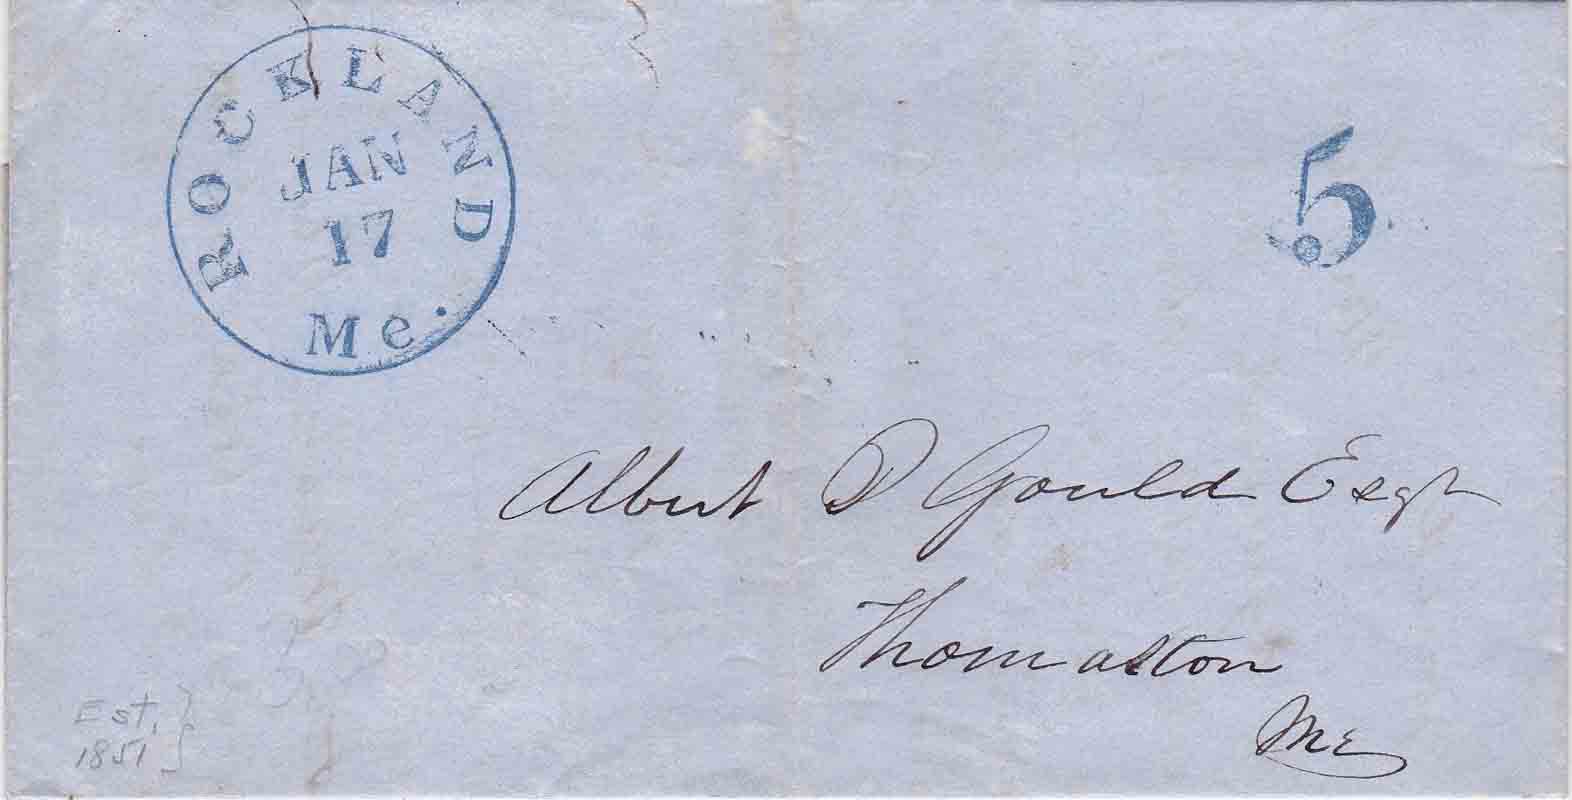 ROCKLAND
JAN
17
Me.
5
Albert P Gould Esqr
Thomaston
Me
Est.
1851